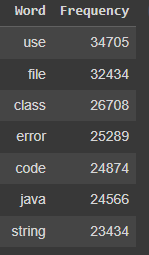 Word Frequency
use 34705
file 32434
class 26708
error 25289
code 24874
java 24566
string 23434